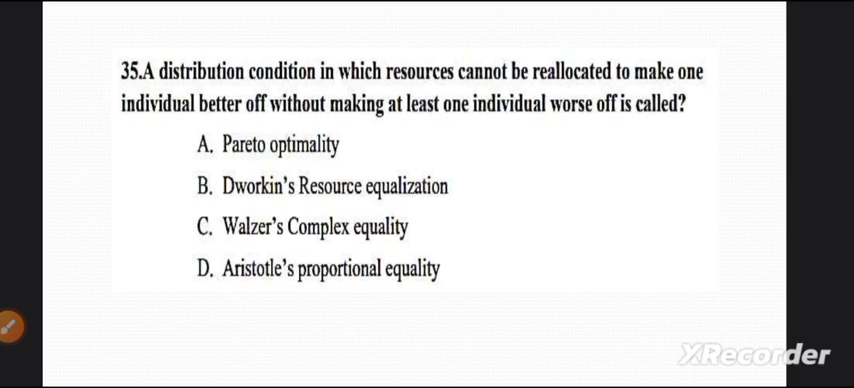 35.A distribution condition in which resources cannot be reallocated to make one
individual better off without making at least one individual worse off is called?
A. Pareto optimality
B. Dworkin's Resource equalization
C. Walzer's Complex equality
D. Aristotle's proportional equality
XRecorder